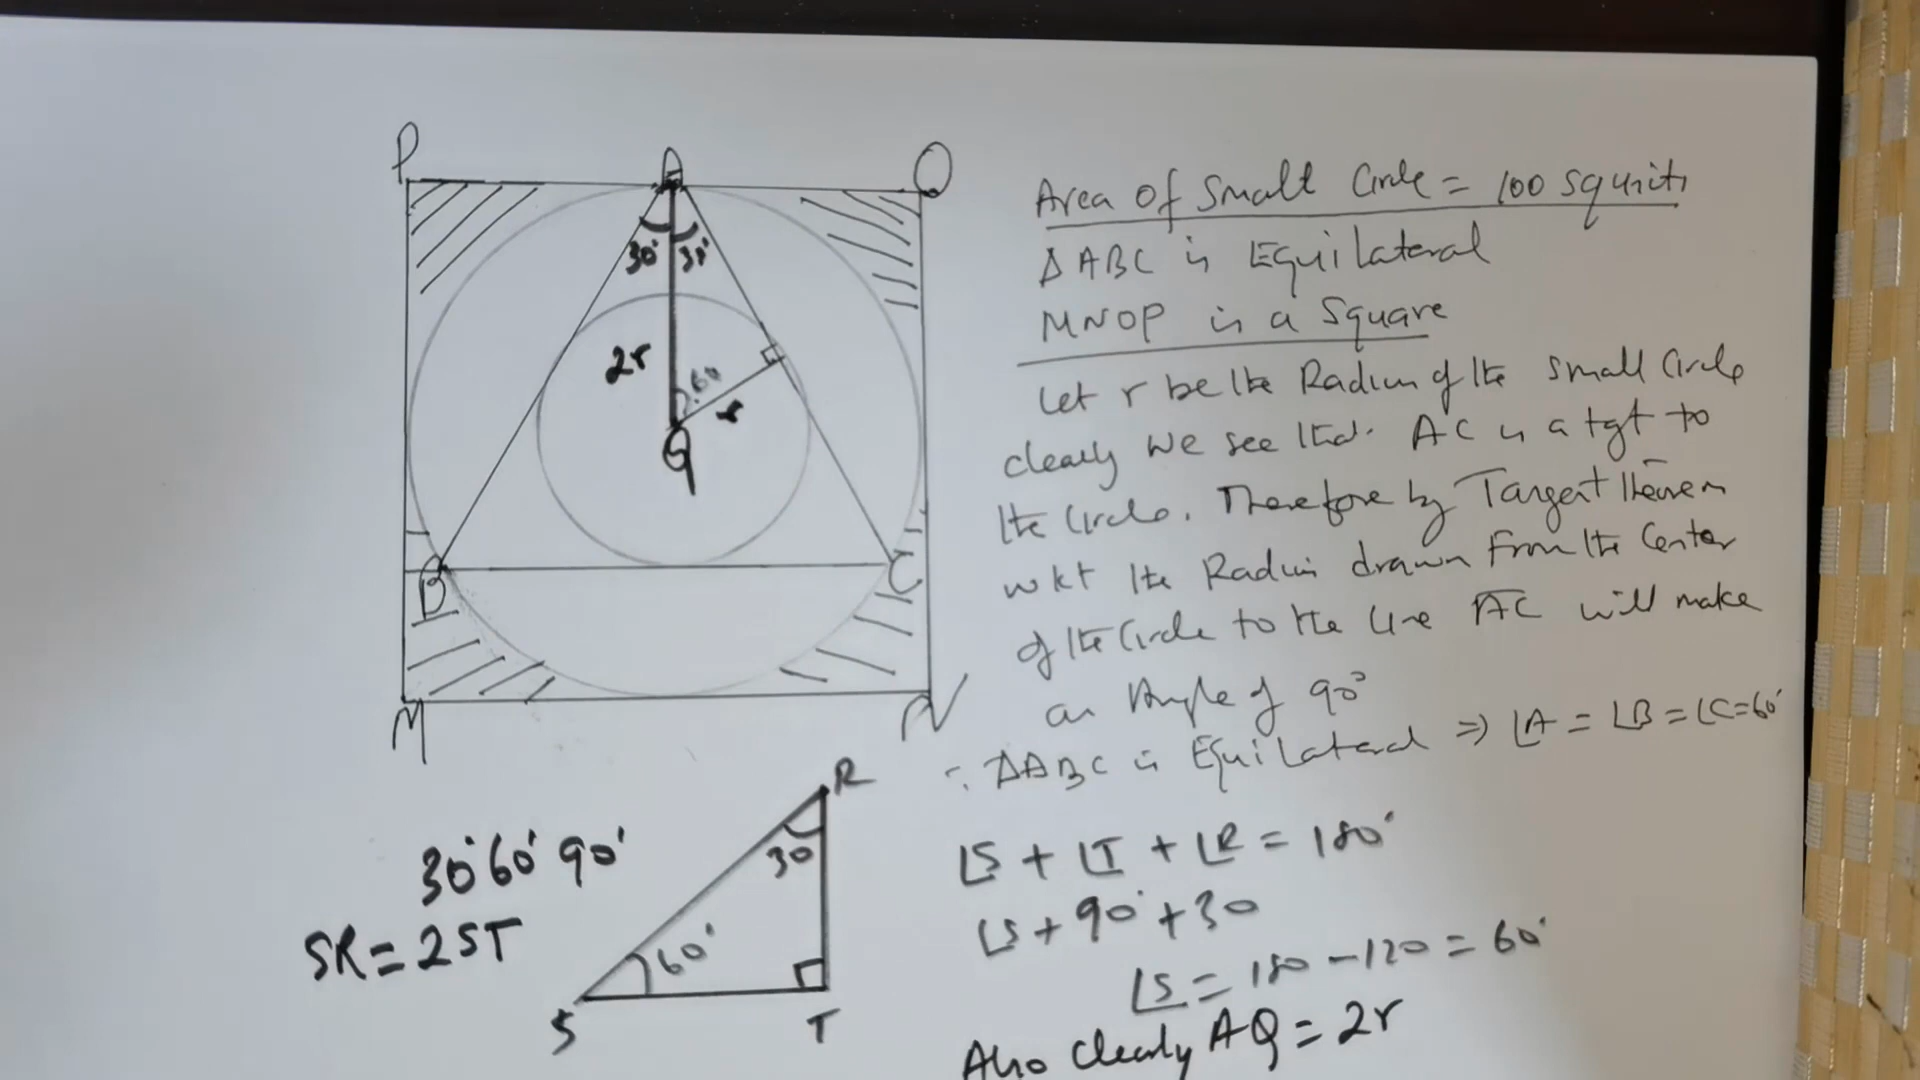 P
A
O
30° 30°
2r
60
r
Q
B
C
M
N
Area of Small Circle = 100 squnits
Δ ABC is Equilateral
MNOP is a Square
Let r be the Radius of the small Circle
clearly we see that AC is a tgt to
the Circle. Therefore by Tangent theorem
wkt the Radius drawn from the center
of the Circle to the line AC will make
an Angle of 90°
∴ ΔABC is Equilateral ⇒ ∠A = ∠B = ∠C = 60°
30° 60° 90°
SR = 2ST
R
30
60°
S
T
∠S + ∠T + ∠R = 180°
∠S + 90° + 30
∠S = 180 - 120 = 60°
Also Clearly AQ = 2r